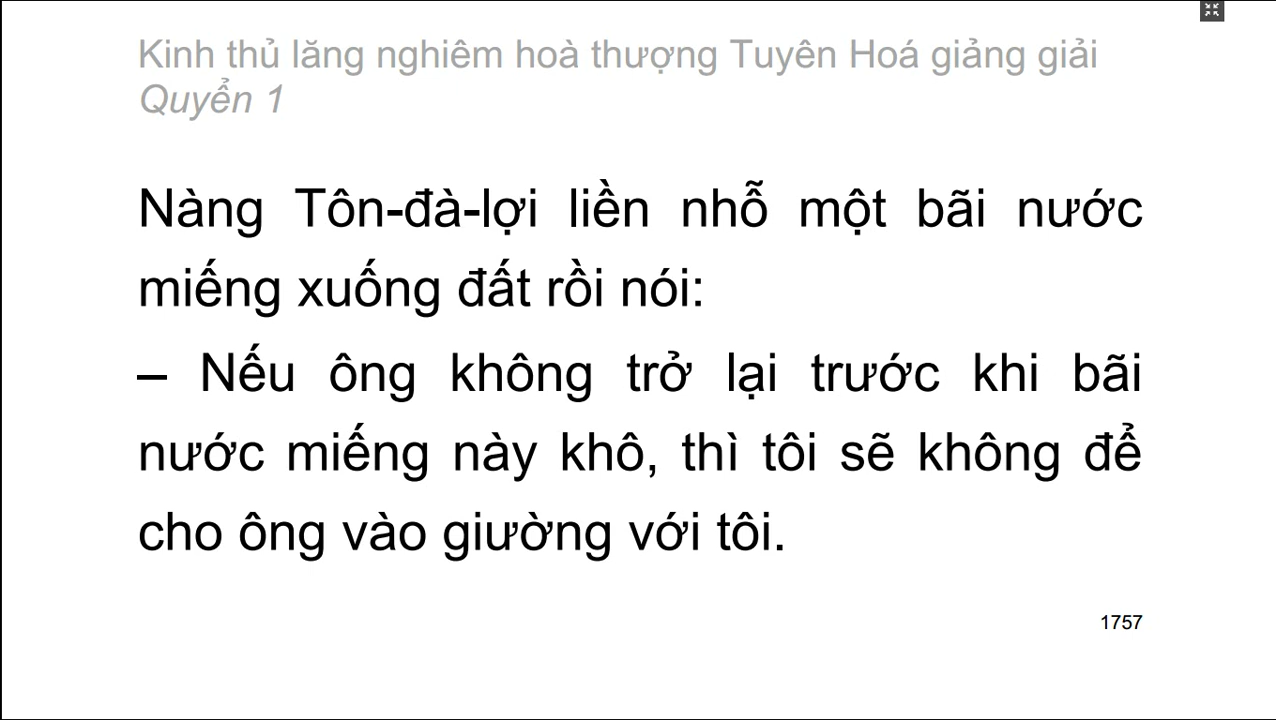 Kinh thủ lăng nghiêm hoà thượng Tuyên Hoá giảng giải
Quyển 1
Nàng Tôn-đà-lợi liền nhỗ một bãi nước
miếng xuống đất rồi nói:
– Nếu ông không trở lại trước khi bãi
nước miếng này khô, thì tôi sẽ không để
cho ông vào giường với tôi.
1757